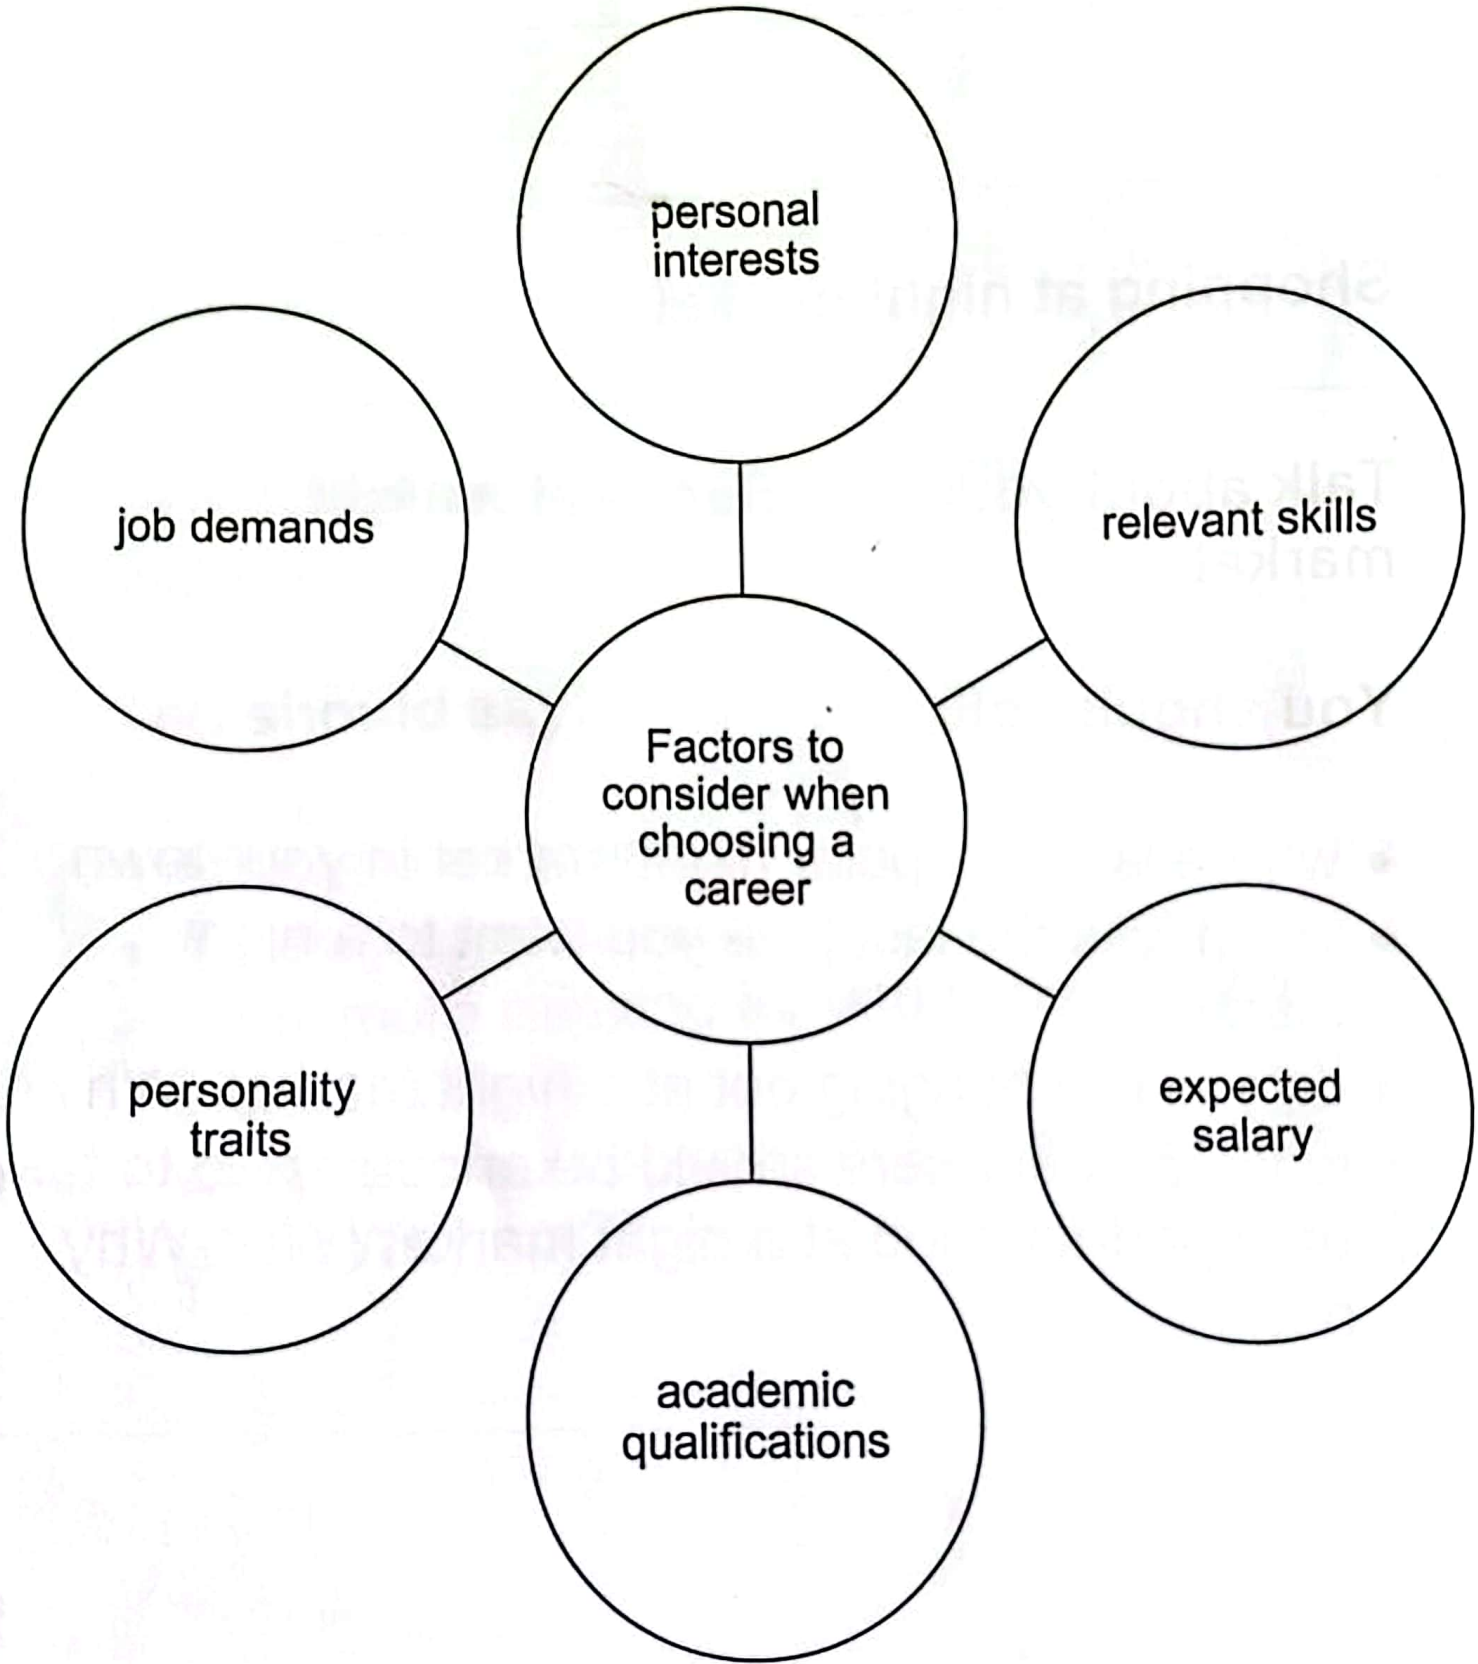 personal
interests
job demands
relevant skills
Factors to
consider when
choosing a
career
personality
traits
expected
salary
academic
qualifications